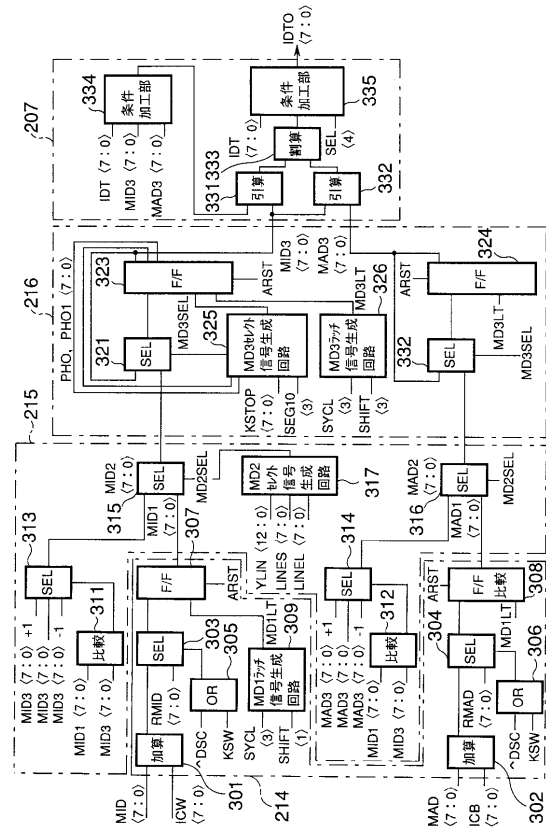 207
334
条件
加工部
IDT ⟨7:0⟩
MID3 ⟨7:0⟩
MAD3 ⟨7:0⟩
IDTO
⟨7:0⟩
条件
加工部
335
IDT
⟨7:0⟩
割算
333
SEL
⟨4⟩
331
引算
引算
332
216
PHO, PHO1 ⟨7:0⟩
323
F/F
ARST
MID3
⟨7:0⟩
MAD3
⟨7:0⟩
321
SEL
MD3SEL
325
MD3セレクト
信号生成
回路
KSTOP
⟨7:0⟩
SEG10
⟨3⟩
MD3LT
326
MD3ラッチ
信号生成
回路
SYCL
⟨3⟩
SHIFT
⟨3⟩
ARST
F/F
324
MD3LT
332
SEL
MD3SEL
215
MID2
⟨7:0⟩
315
SEL
MD2SEL
MID1
⟨7:0⟩
MD2
セレクト
信号
生成
回路
317
YLIN ⟨12:0⟩
LINES ⟨7:0⟩
LINEL ⟨7:0⟩
MAD2
⟨7:0⟩
316
SEL
MD2SEL
MAD1
⟨7:0⟩
313
SEL
MID3 ⟨7:0⟩ +1
MID3 ⟨7:0⟩
MID3 ⟨7:0⟩ -1
311
比較
MID1 ⟨7:0⟩
MID3 ⟨7:0⟩
307
F/F
ARST
303
SEL
RMID
⟨7:0⟩
305
OR
^DSC
KSW
MD1LT
309
MD1ラッチ
信号生成
回路
SYCL
⟨3⟩
SHIFT
⟨1⟩
加算
301
MID
⟨7:0⟩
ICW
⟨7:0⟩
214
314
SEL
MAD3 ⟨7:0⟩ +1
MAD3 ⟨7:0⟩
MAD3 ⟨7:0⟩ -1
312
比較
MID1 ⟨7:0⟩
MID3 ⟨7:0⟩
ARST
F/F
比較
308
MD1LT
304
SEL
RMAD
⟨7:0⟩
OR
306
^DSC
KSW
加算
302
MAD
⟨7:0⟩
ICB
⟨7:0⟩